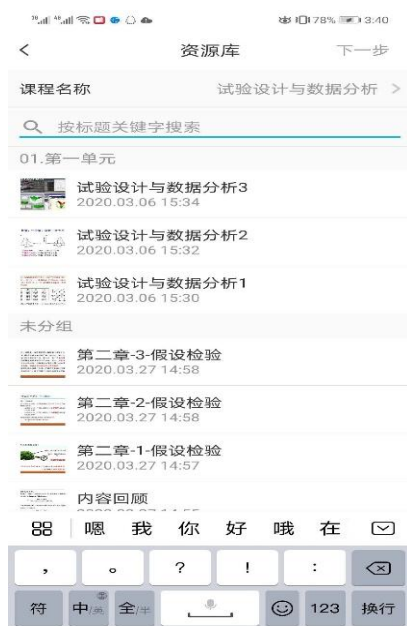 78% 3:40
< 资源库 下一步
课程名称 试验设计与数据分析 >
按标题关键字搜索
01.第一单元
试验设计与数据分析3
2020.03.06 15:34
试验设计与数据分析2
2020.03.06 15:32
试验设计与数据分析1
2020.03.06 15:30
未分组
第二章-3-假设检验
2020.03.27 14:58
第二章-2-假设检验
2020.03.27 14:58
第二章-1-假设检验
2020.03.27 14:57
内容回顾
嗯 我 你 好 哦 在
， 。 ? ! :
符 中/英 全/半 123 换行